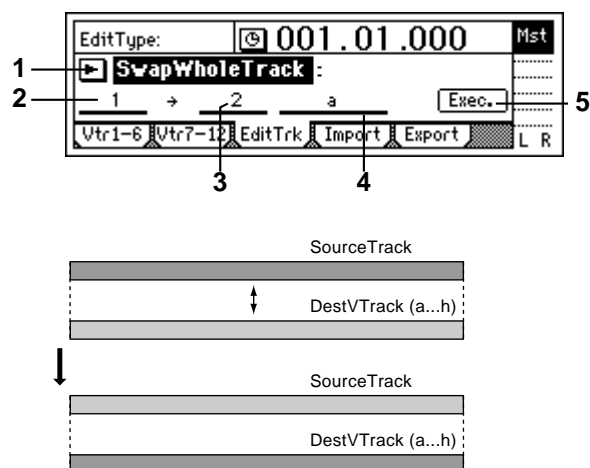 EditType: 001.01.000 Mst
1 SwapWholeTrack :
2 1 → 2 a Exec. 5
Vtr1-6 Vtr7-12 EditTrk Import Export L R
3 4
SourceTrack
DestVTrack (a...h)
SourceTrack
DestVTrack (a...h)